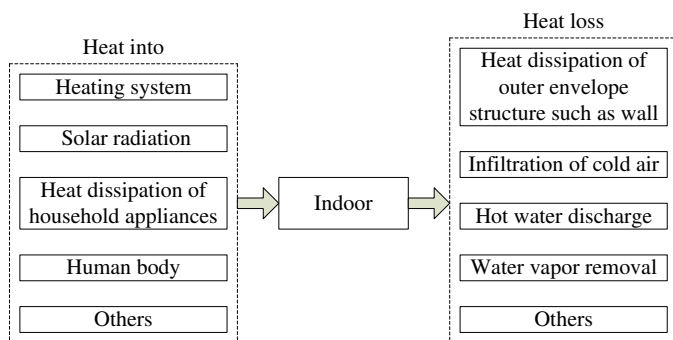 Heat into
Heating system
Solar radiation
Heat dissipation of
household appliances
Human body
Others
Indoor
Heat loss
Heat dissipation of
outer envelope
structure such as wall
Infiltration of cold air
Hot water discharge
Water vapor removal
Others